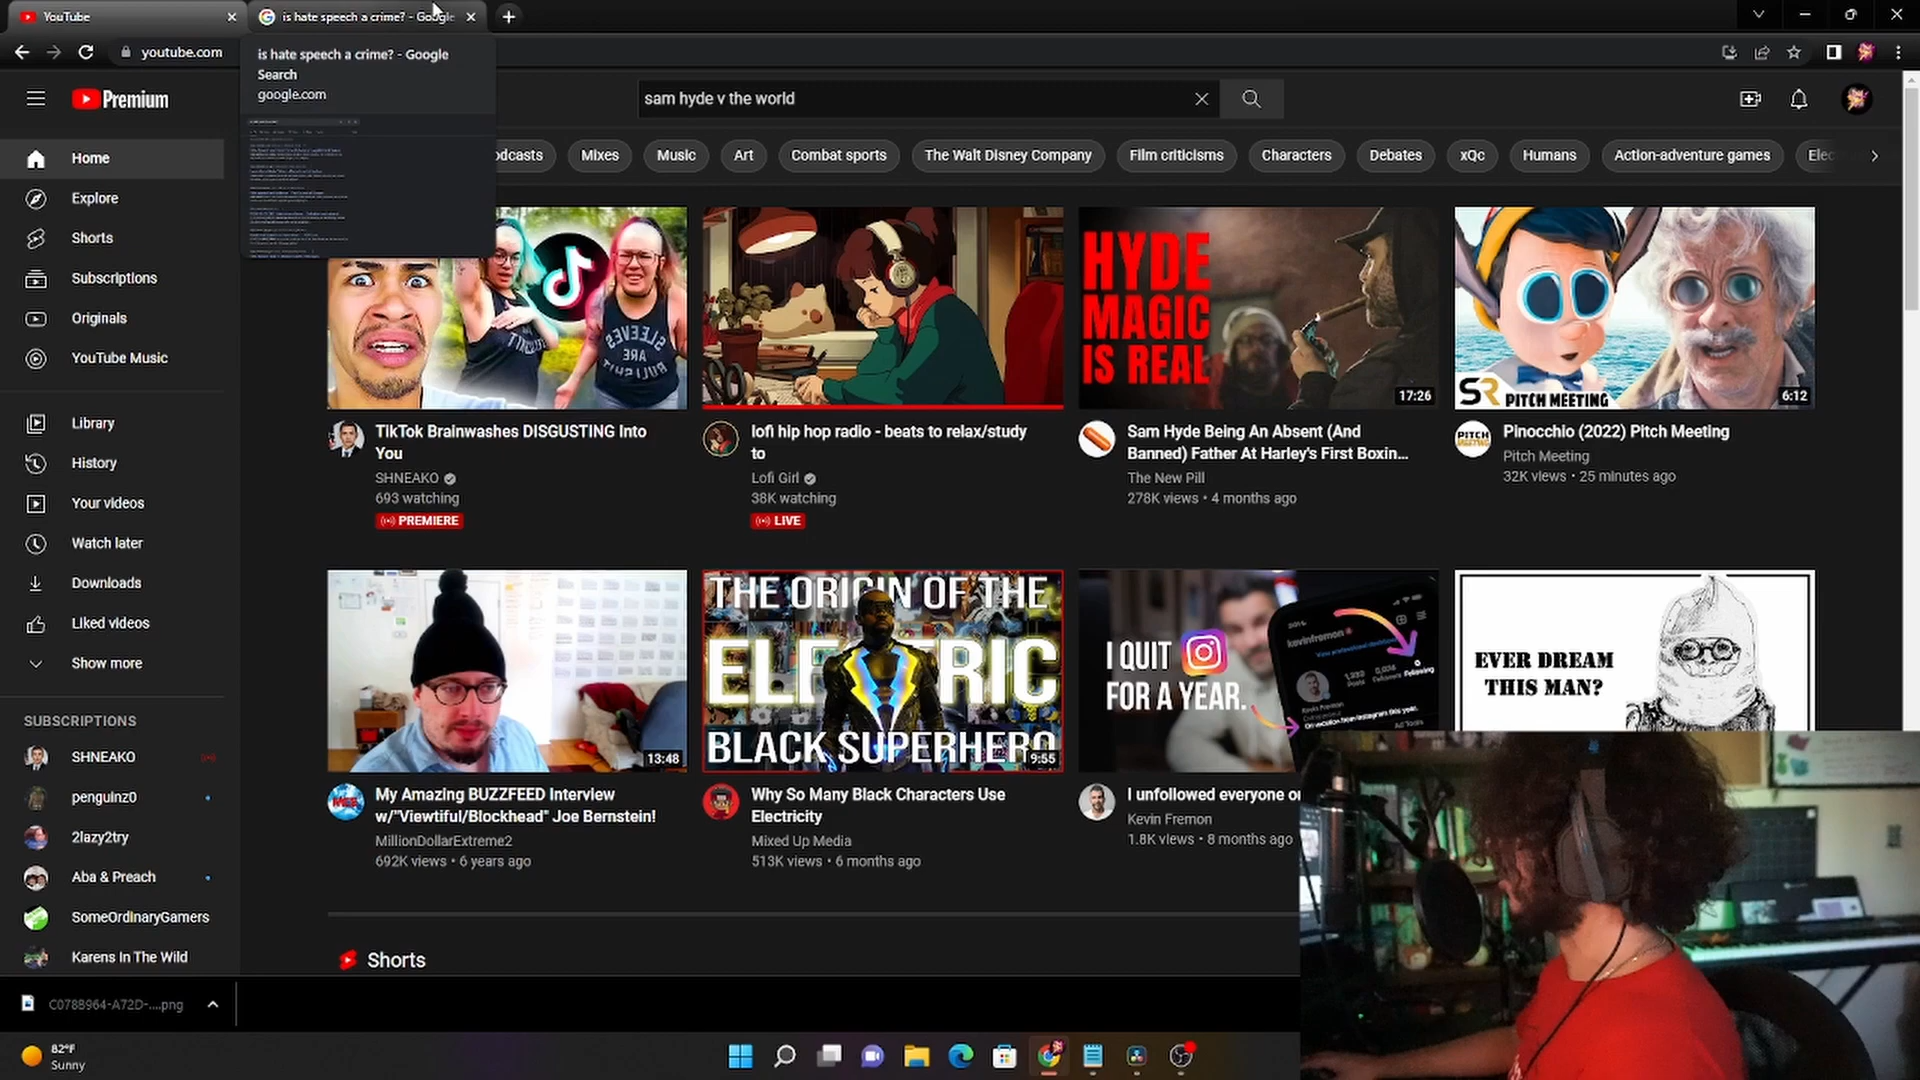 YouTube
is hate speech a crime? - Google
youtube.com
is hate speech a crime? - Google
Search
google.com
Premium
sam hyde v the world
Home
Explore
Shorts
Subscriptions
Originals
YouTube Music
Library
History
Your videos
Watch later
Downloads
Liked videos
Show more
SUBSCRIPTIONS
SHNEAKO
penguinz0
2lazy2try
Aba & Preach
SomeOrdinaryGamers
Karens In The Wild
odcasts
Mixes
Music
Art
Combat sports
The Walt Disney Company
Film criticisms
Characters
Debates
xQc
Humans
Action-adventure games
Elec
SLEEVES
ARE
BULLSHIT
TikTok Brainwashes DISGUSTING Into
You
SHNEAKO
693 watching
PREMIERE
lofi hip hop radio - beats to relax/study
to
Lofi Girl
38K watching
LIVE
HYDE
MAGIC
IS REAL
17:26
Sam Hyde Being An Absent (And
Banned) Father At Harley's First Boxin...
The New Pill
278K views • 4 months ago
SR PITCH MEETING
6:12
PITCH
MEETING
Pinocchio (2022) Pitch Meeting
Pitch Meeting
32K views • 25 minutes ago
13:48
My Amazing BUZZFEED Interview
w/"Viewtiful/Blockhead" Joe Bernstein!
MillionDollarExtreme2
692K views • 6 years ago
THE ORIGIN OF THE
ELECTRIC
BLACK SUPERHERO
9:55
Why So Many Black Characters Use
Electricity
Mixed Up Media
513K views • 6 months ago
I QUIT
FOR A YEAR.
kevinfremon
Following
I unfollowed everyone o
Kevin Fremon
1.8K views • 8 months ago
EVER DREAM
THIS MAN?
Shorts
C0788964-A72D-....png
82°F
Sunny